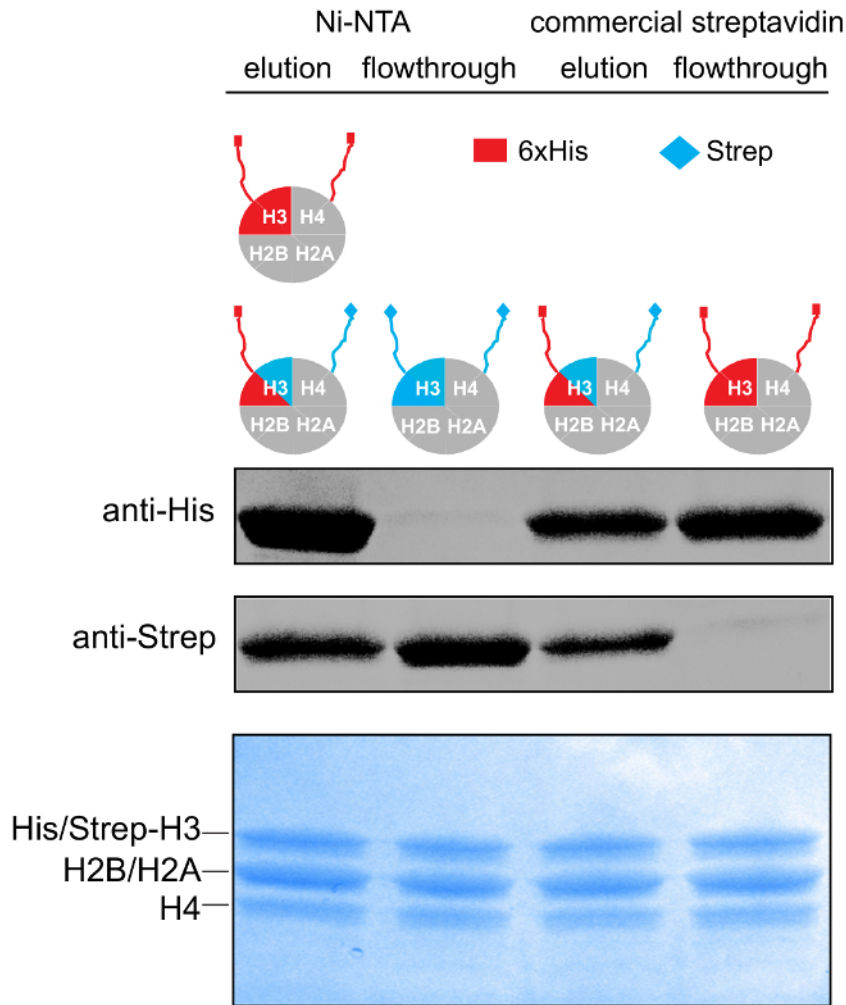 Ni-NTA commercial streptavidin
elution flowthrough elution flowthrough
6xHis Strep
H3 H4
H2B H2A
H3 H4 H3 H4 H3 H4 H3 H4
H2B H2A H2B H2A H2B H2A H2B H2A
anti-His
anti-Strep
His/Strep-H3
H2B/H2A
H4